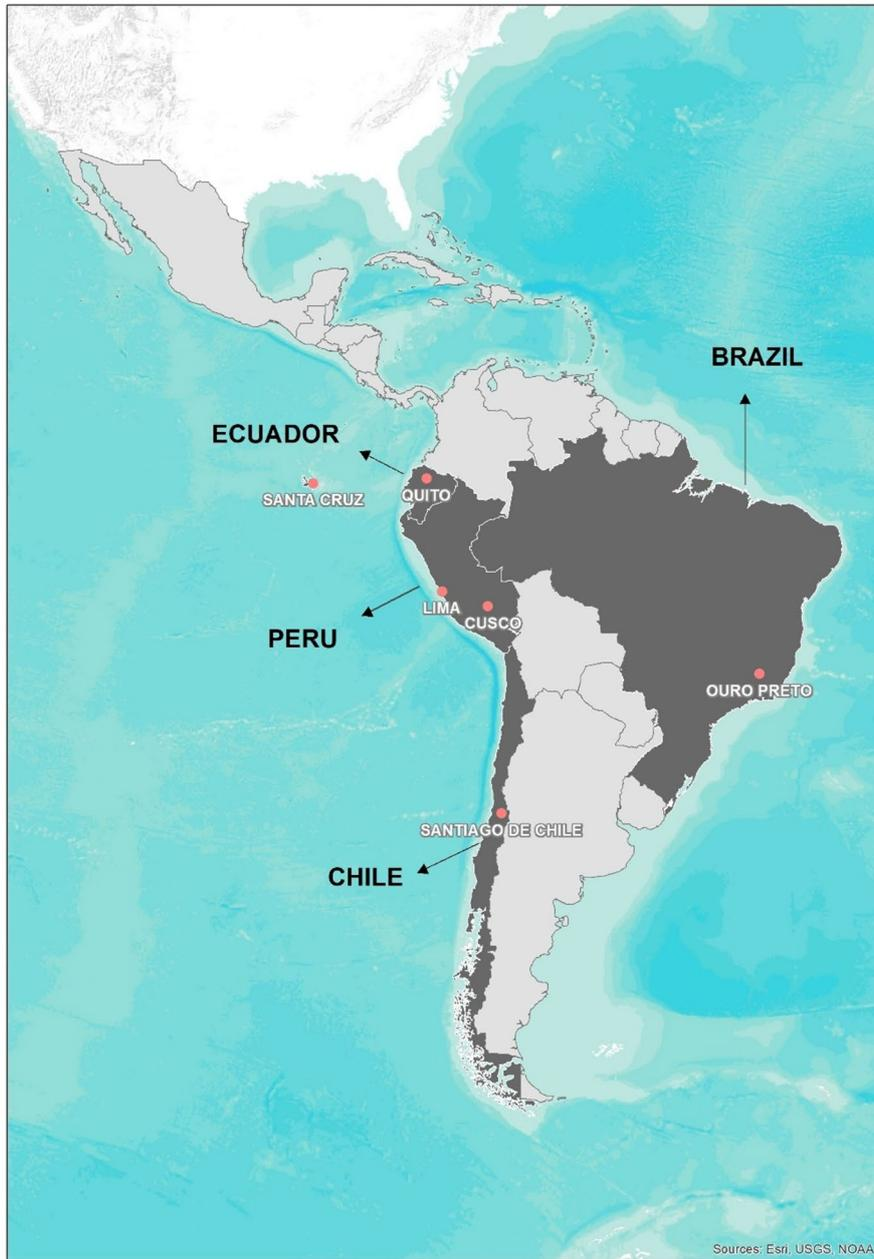 BRAZIL
ECUADOR
QUITO
SANTA CRUZ
LIMA
CUSCO
PERU
OURO PRETO
SANTIAGO DE CHILE
CHILE
Sources: Esri, USGS, NOAA